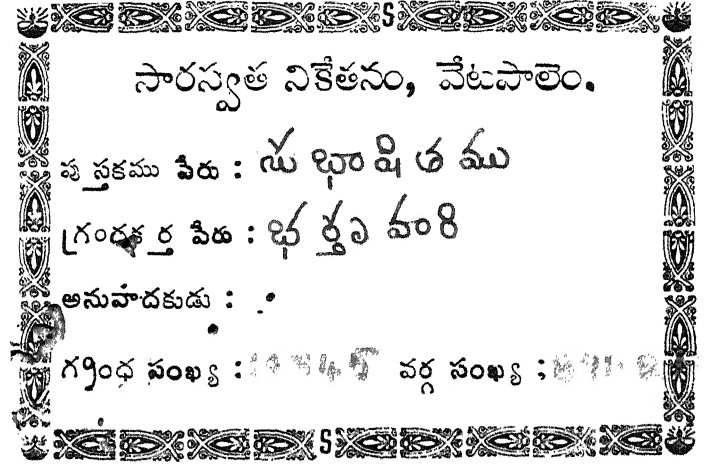 సారస్వత నికేతనం, వేటపాలెం.
పుస్తకము పేరు : సుభాషితము
గ్రంథకర్త పేరు : భర్తృహరి
అనువాదకుడు :
గ్రంధ సంఖ్య : వర్గ సంఖ్య :